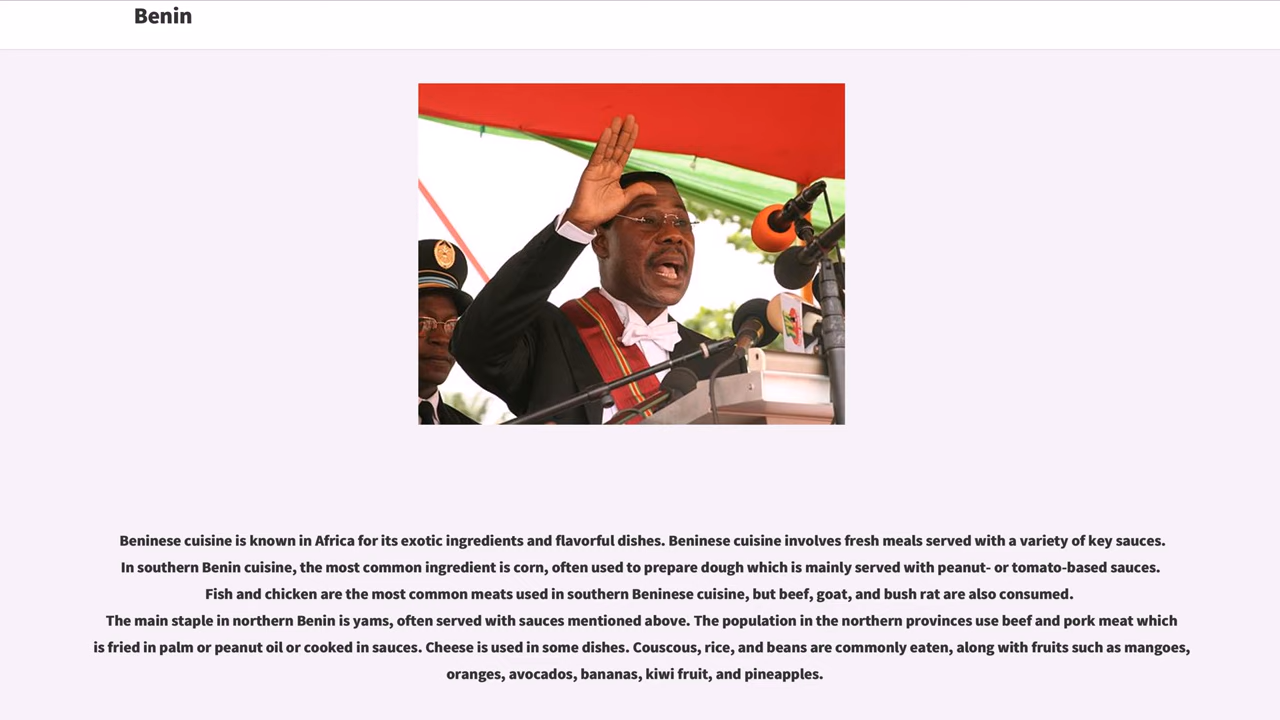 Benin
Beninese cuisine is known in Africa for its exotic ingredients and flavorful dishes. Beninese cuisine involves fresh meals served with a variety of key sauces.
In southern Benin cuisine, the most common ingredient is corn, often used to prepare dough which is mainly served with peanut- or tomato-based sauces.
Fish and chicken are the most common meats used in southern Beninese cuisine, but beef, goat, and bush rat are also consumed.
The main staple in northern Benin is yams, often served with sauces mentioned above. The population in the northern provinces use beef and pork meat which
is fried in palm or peanut oil or cooked in sauces. Cheese is used in some dishes. Couscous, rice, and beans are commonly eaten, along with fruits such as mangoes,
oranges, avocados, bananas, kiwi fruit, and pineapples.